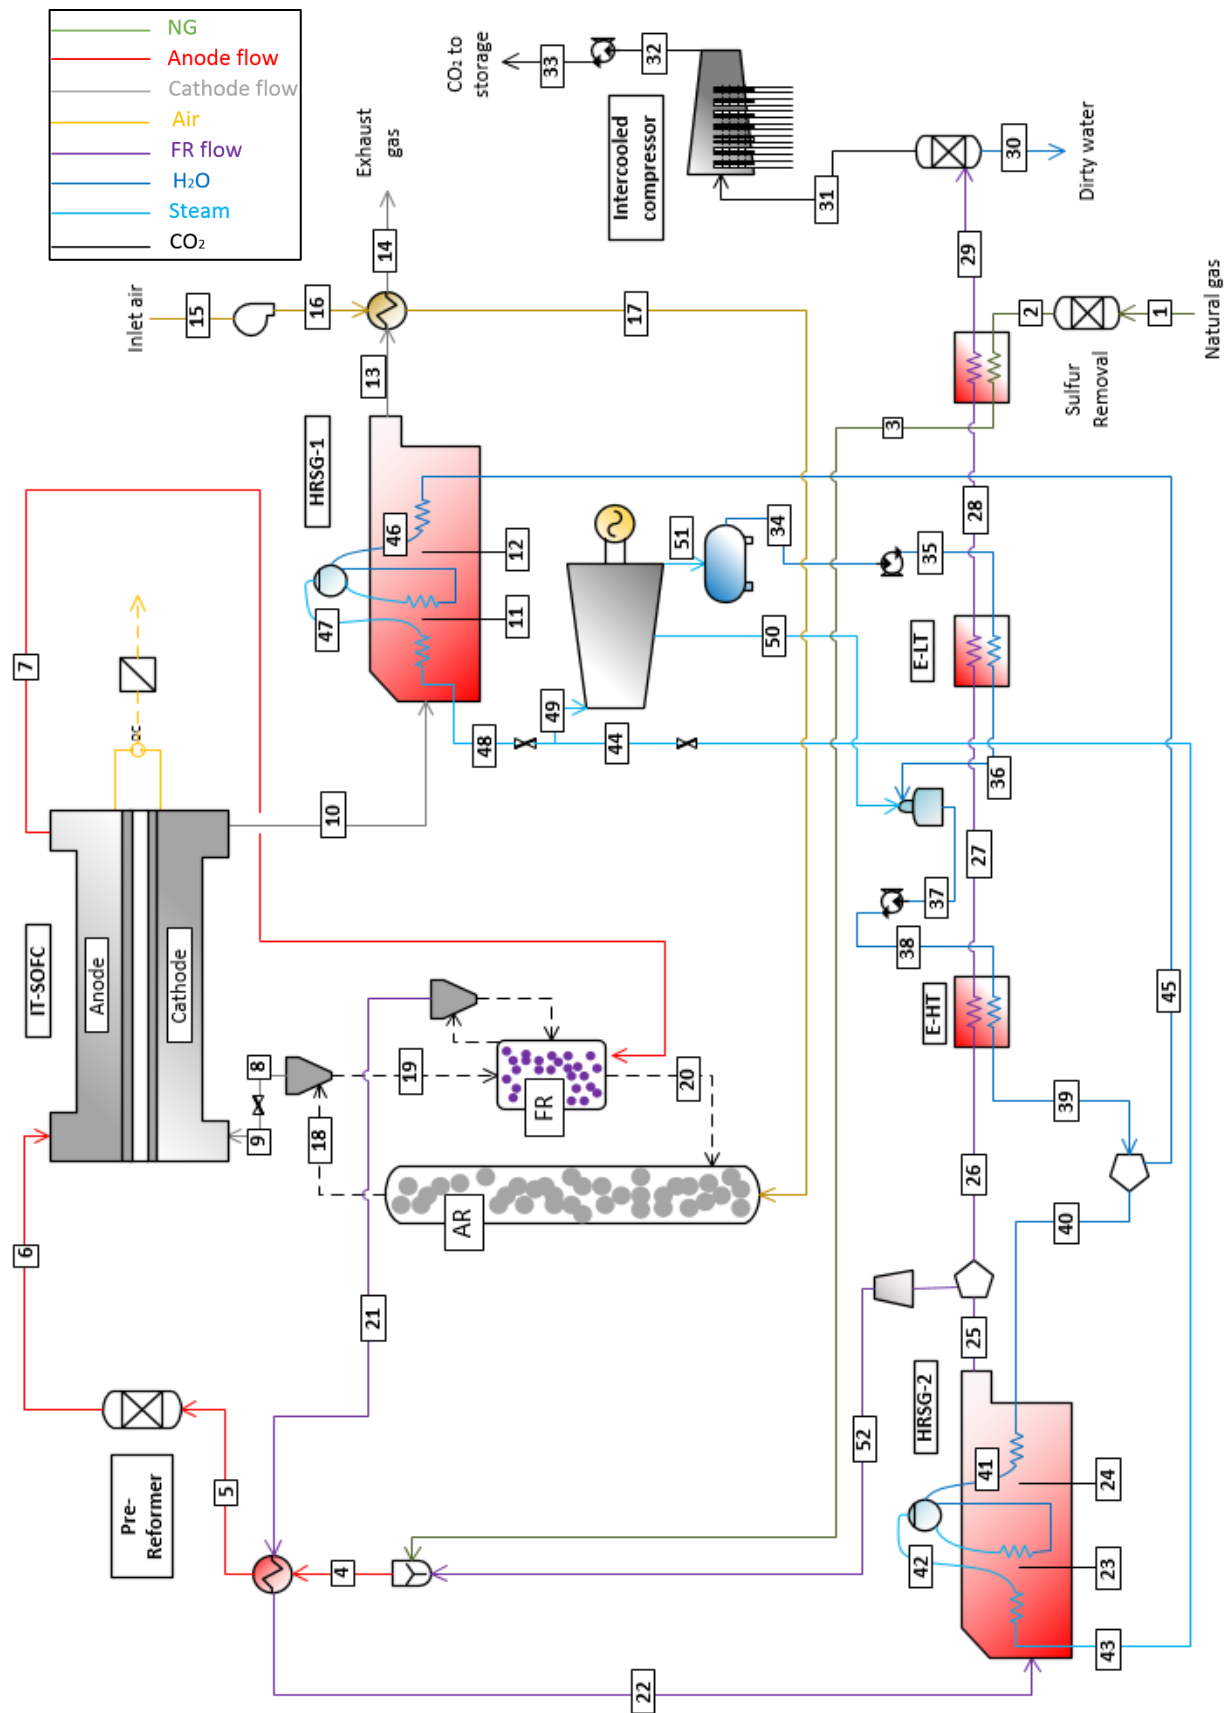 NG
Anode flow
Cathode flow
Air
FR flow
H₂O
Steam
CO₂
CO₂ to
storage
33
32
Intercooled
compressor
31
30
Dirty water
29
Exhaust
gas
14
13
Inlet air
15
16
17
2
1
Natural gas
Sulfur
Removal
3
28
HRSG-1
46
47
12
11
48
49
44
50
51
34
35
E-LT
36
27
37
38
E-HT
39
45
40
26
25
7
DC
10
IT-SOFC
Anode
Cathode
8
9
18
19
20
FR
AR
6
21
5
Pre-
Reformer
4
52
22
HRSG-2
41
42
24
23
43